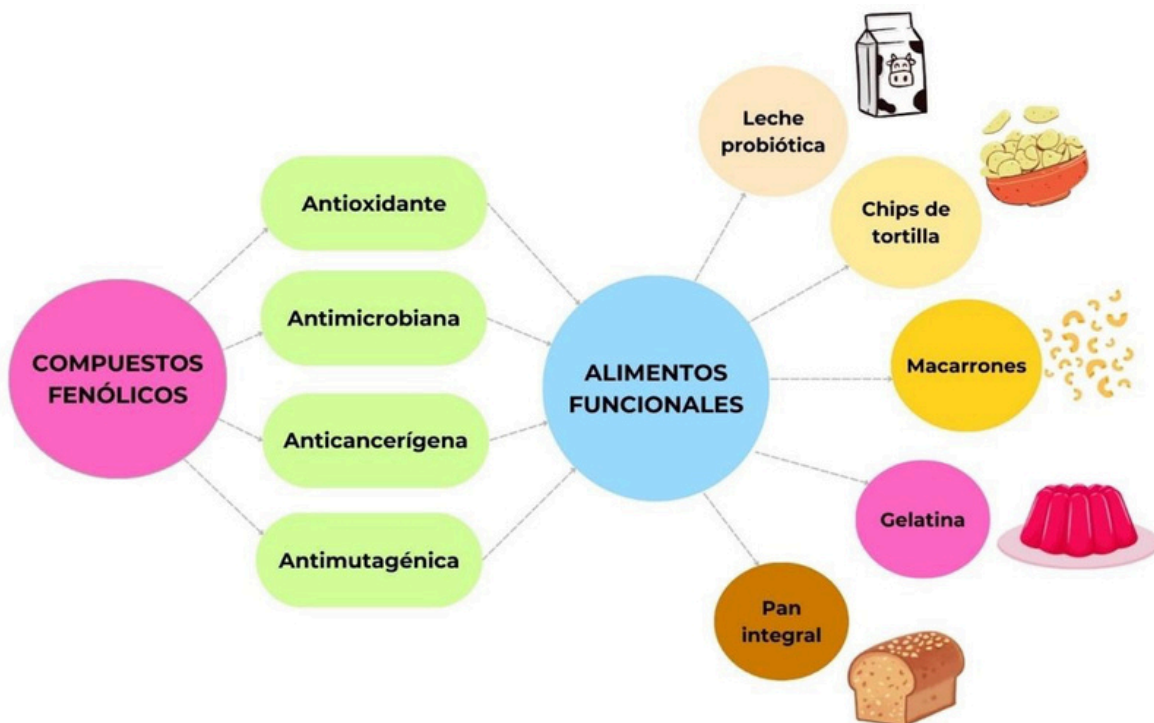 COMPUESTOS
FENÓLICOS
Antioxidante
Antimicrobiana
Anticancerígena
Antimutagénica
ALIMENTOS
FUNCIONALES
Leche
probiótica
Chips de
tortilla
Macarrones
Gelatina
Pan
integral